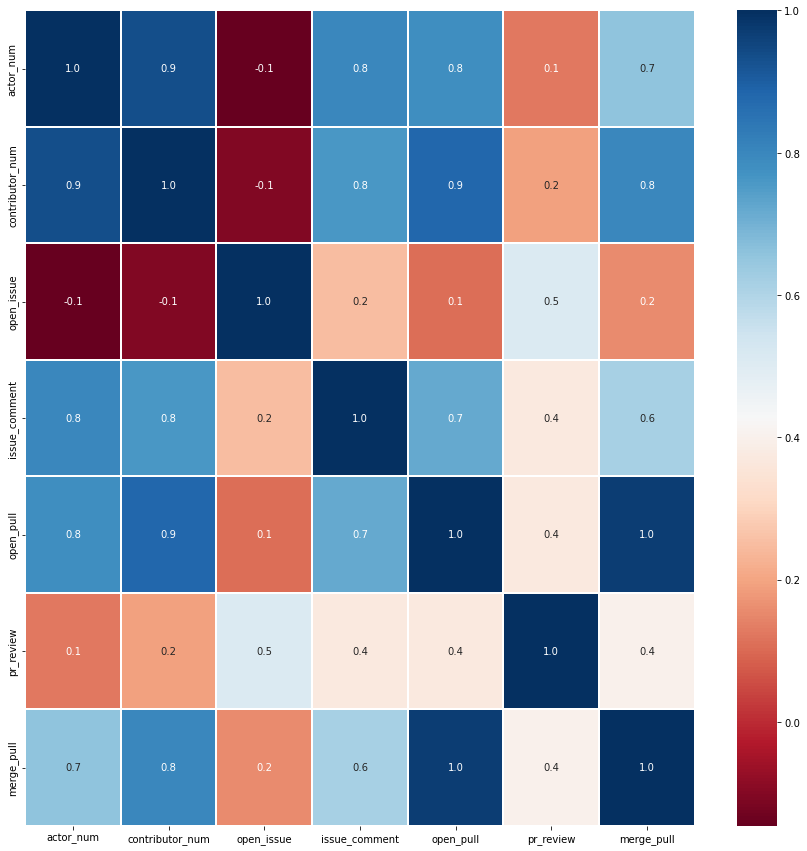 actor_num 1.0 0.9 -0.1 0.8 0.8 0.1 0.7
contributor_num 0.9 1.0 -0.1 0.8 0.9 0.2 0.8
open_issue -0.1 -0.1 1.0 0.2 0.1 0.5 0.2
issue_comment 0.8 0.8 0.2 1.0 0.7 0.4 0.6
open_pull 0.8 0.9 0.1 0.7 1.0 0.4 1.0
pr_review 0.1 0.2 0.5 0.4 0.4 1.0 0.4
merge_pull 0.7 0.8 0.2 0.6 1.0 0.4 1.0
actor_num contributor_num open_issue issue_comment open_pull pr_review merge_pull
1.0
0.8
0.6
0.4
0.2
0.0